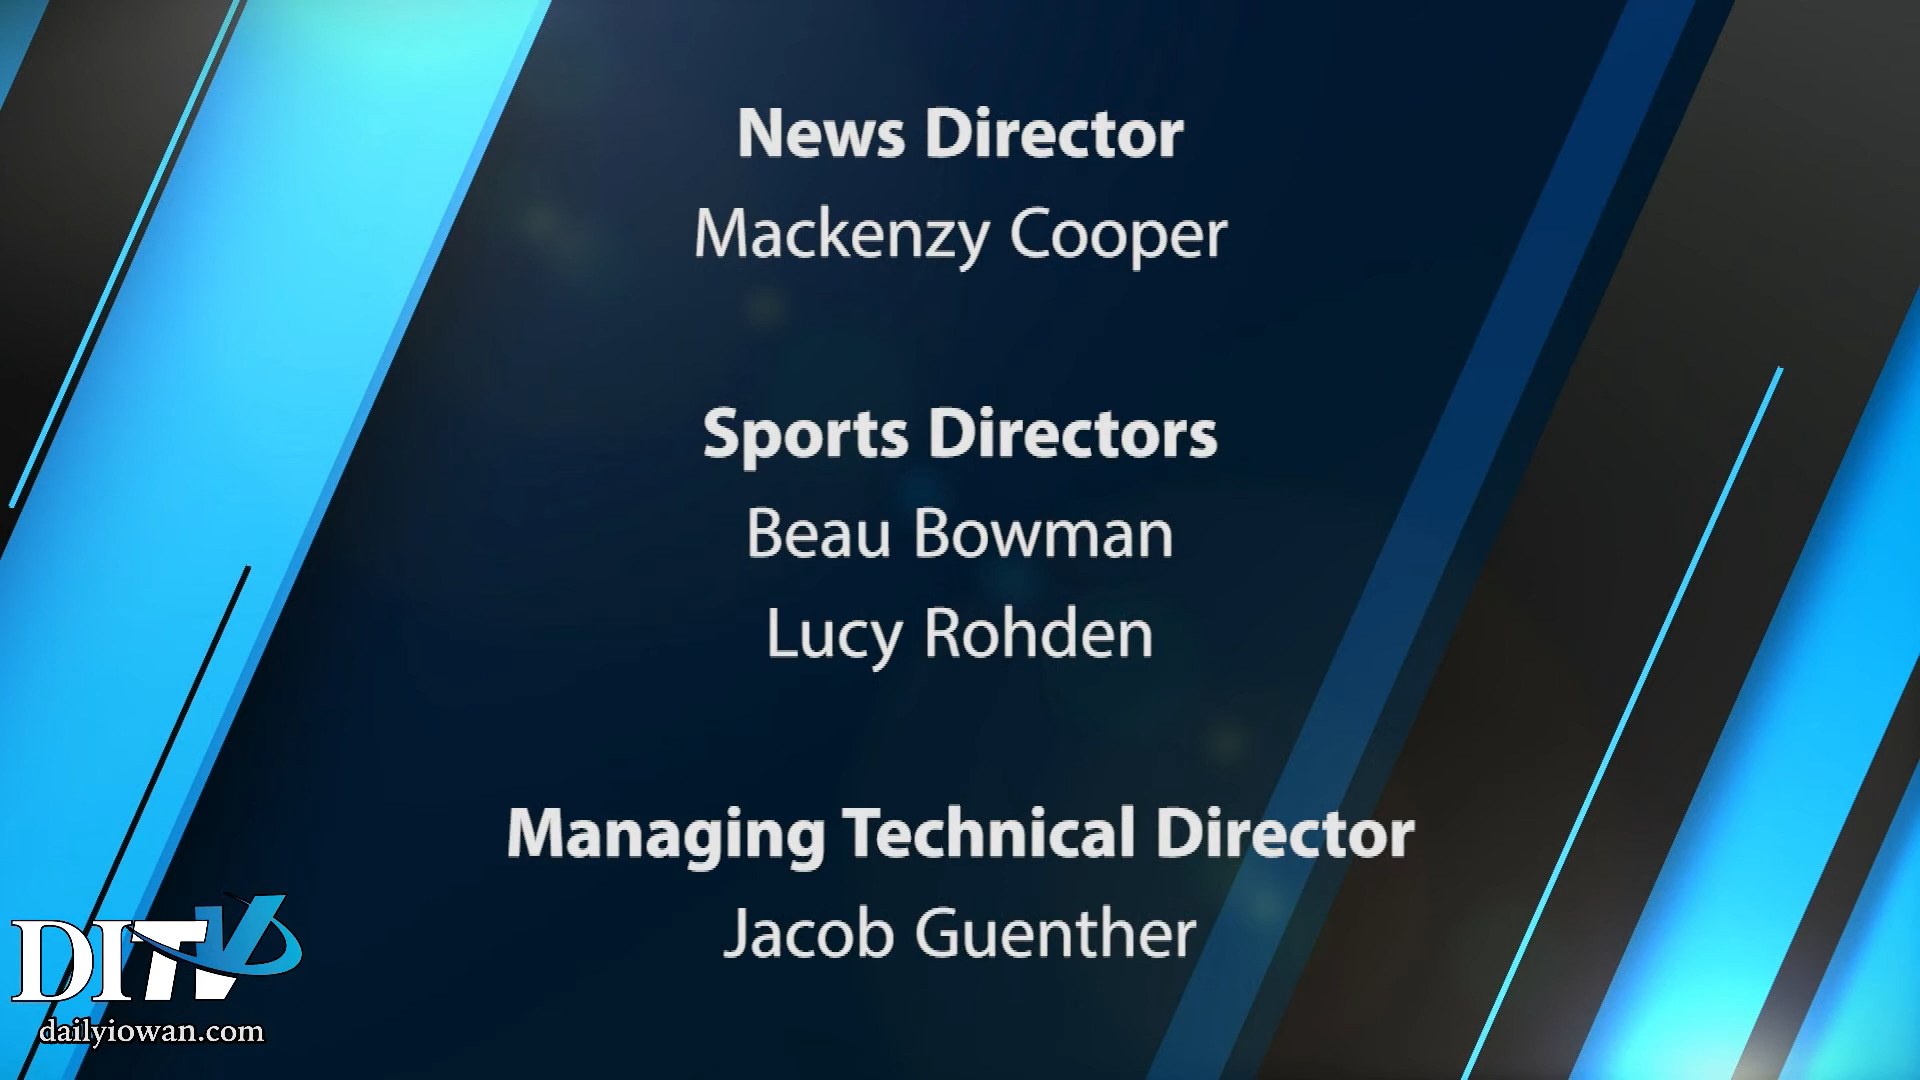 News Director
Mackenzy Cooper
Sports Directors
Beau Bowman
Lucy Rohden
Managing Technical Director
Jacob Guenther
DITV
dailyiowan.com